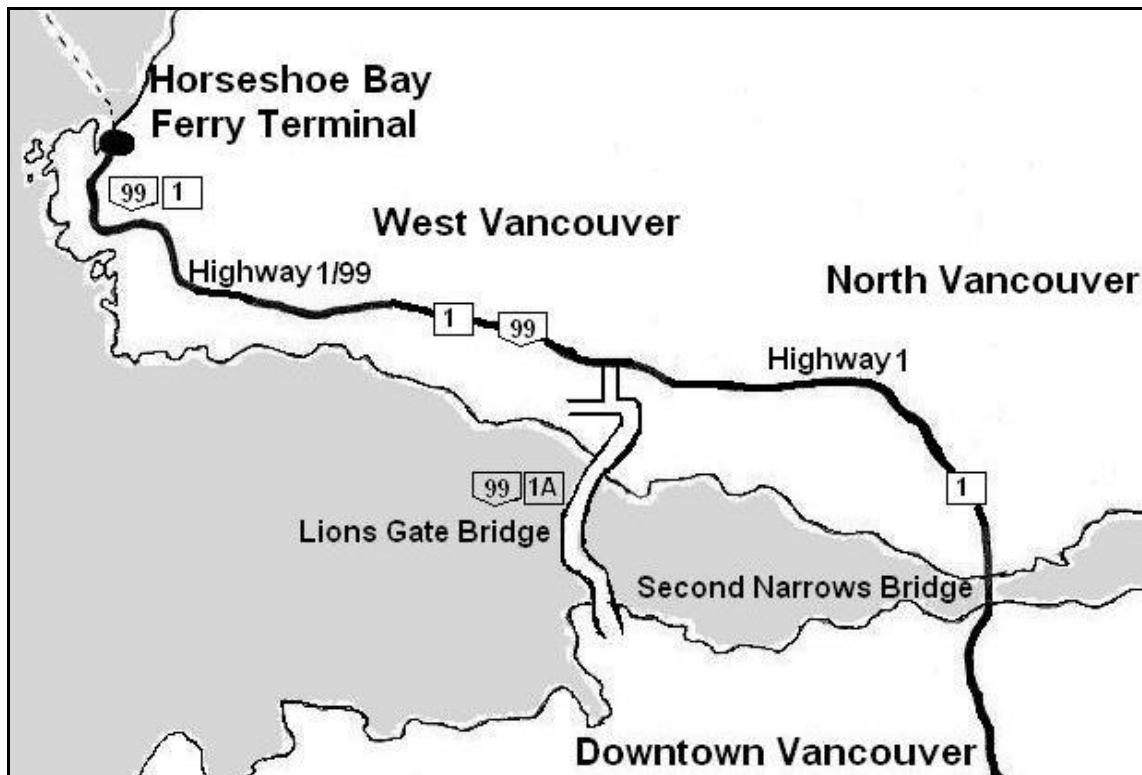 Horseshoe Bay
Ferry Terminal
99 1
West Vancouver
Highway 1/99
North Vancouver
1 99
Highway 1
99 1A
1
Lions Gate Bridge
Second Narrows Bridge
Downtown Vancouver